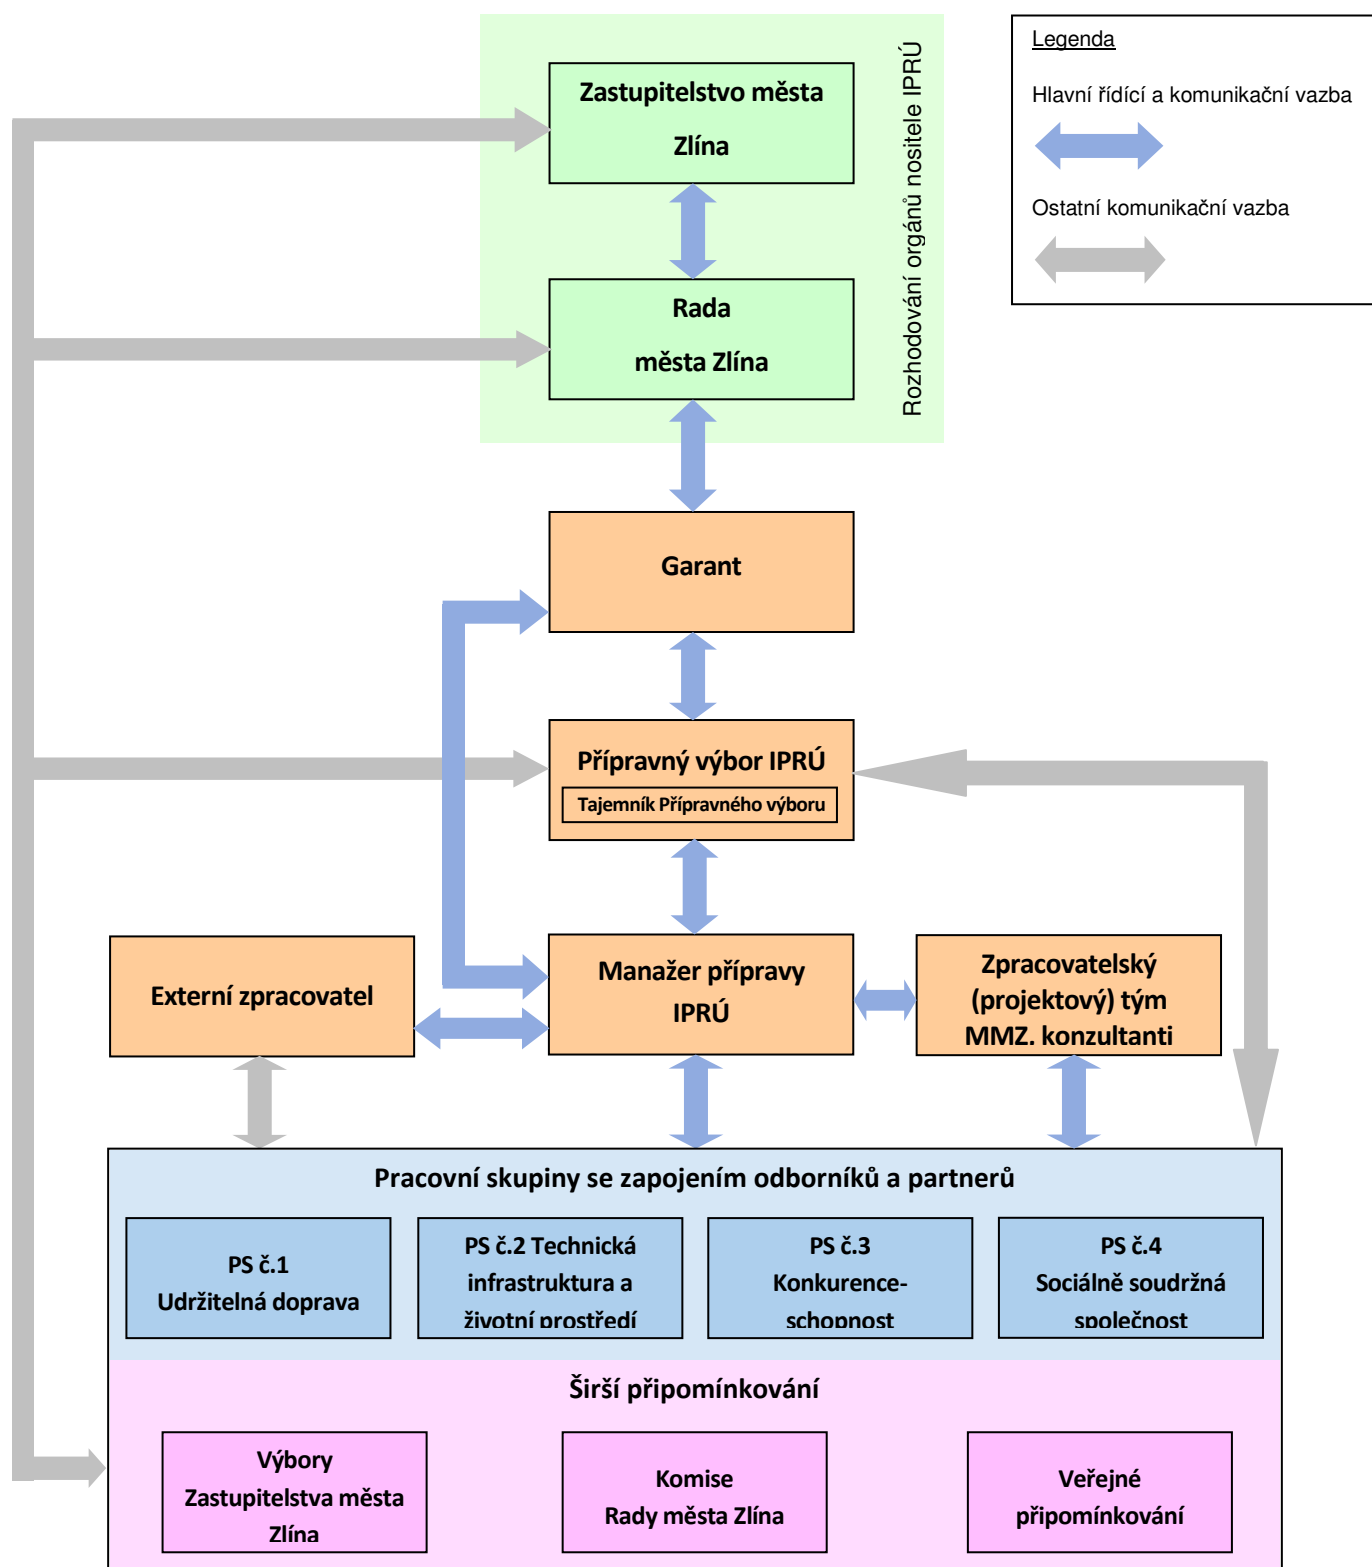 Legenda
Hlavní řídící a komunikační vazba
Ostatní komunikační vazba
Rozhodování orgánů nositele IPRÚ
Zastupitelstvo města
Zlína
Rada
města Zlína
Garant
Přípravný výbor IPRÚ
Tajemník Přípravného výboru
Externí zpracovatel
Manažer přípravy
IPRÚ
Zpracovatelský
(projektový) tým
MMZ. konzultanti
Pracovní skupiny se zapojením odborníků a partnerů
PS č.1
Udržitelná doprava
PS č.2 Technická
infrastruktura a
životní prostředí
PS č.3
Konkurence-
schopnost
PS č.4
Sociálně soudržná
společnost
Širší připomínkování
Výbory
Zastupitelstva města
Zlína
Komise
Rady města Zlína
Veřejné
připomínkování